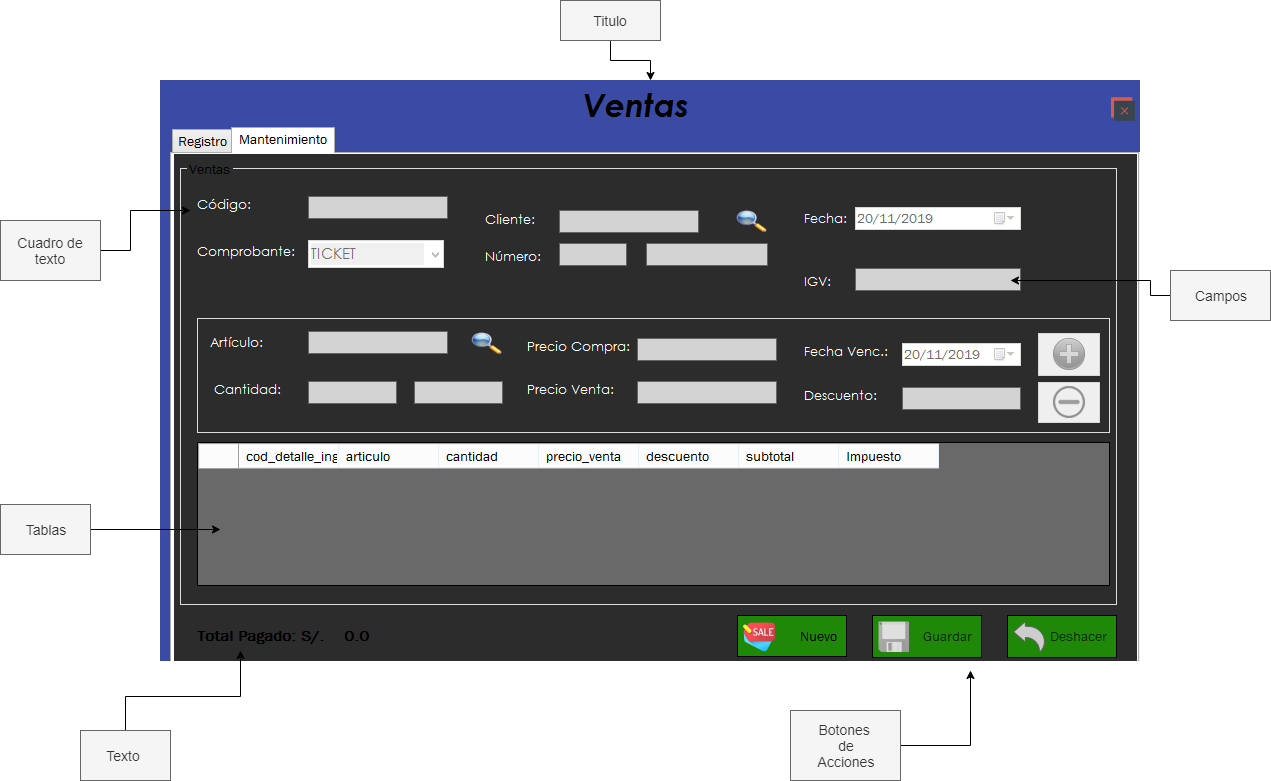 Titulo
Ventas
Registro
Mantenimiento
Ventas
Código:
Cliente:
Fecha:
20/11/2019
Comprobante:
TICKET
Número:
IGV:
Cuadro de
texto
Campos
Artículo:
Precio Compra:
Fecha Venc.:
20/11/2019
Cantidad:
Precio Venta:
Descuento:
cod_detalle_ing
articulo
cantidad
precio_venta
descuento
subtotal
Impuesto
Tablas
Total Pagado: S/. 0.0
SALE
Nuevo
Guardar
Deshacer
Texto
Botones
de
Acciones